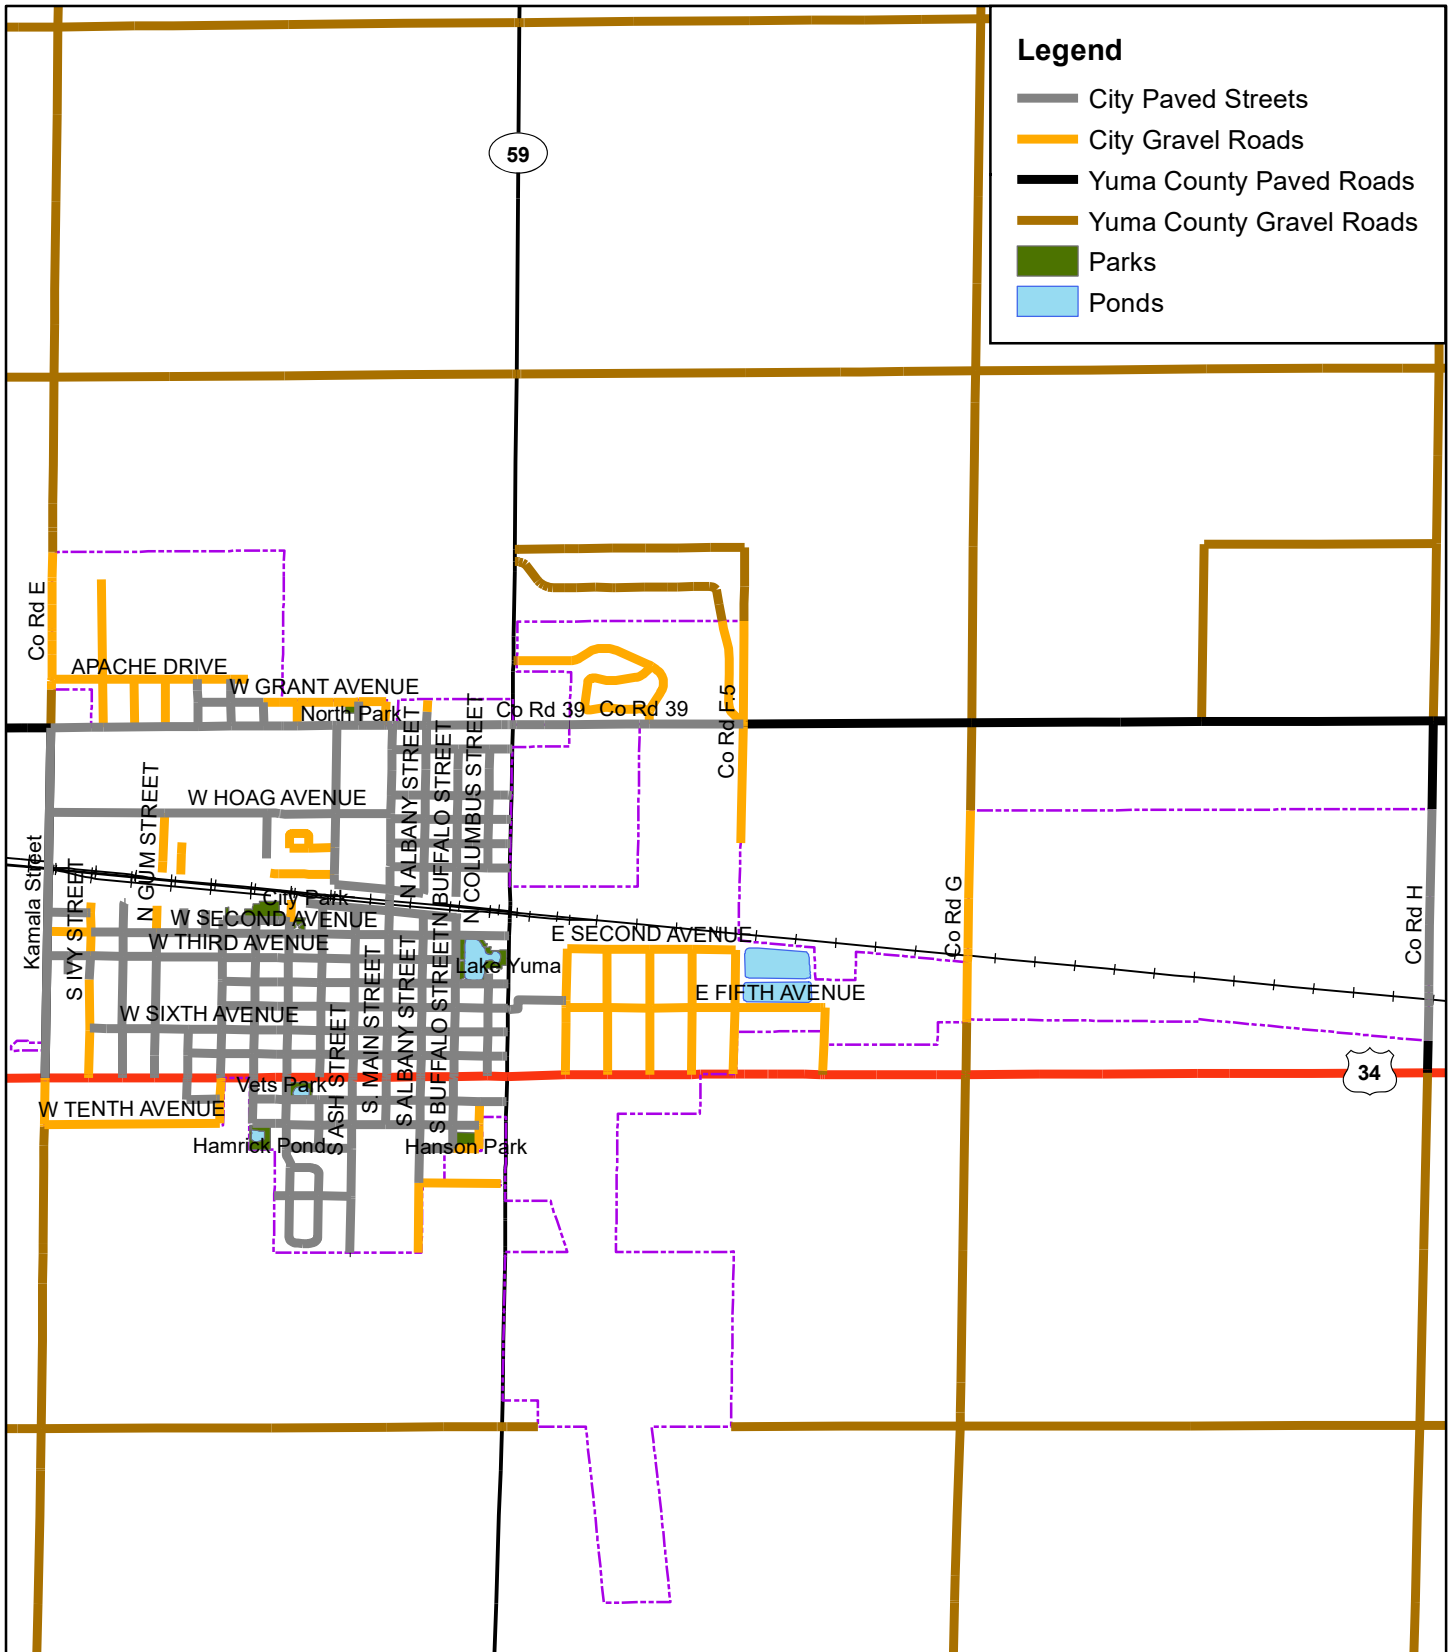 Legend
City Paved Streets
City Gravel Roads
Yuma County Paved Roads
Yuma County Gravel Roads
Parks
Ponds
59
Co Rd E
APACHE DRIVE
W GRANT AVENUE
North Park
Co Rd 39
Co Rd 39
Co Rd F.5
W HOAG AVENUE
N GUM STREET
N ALBANY STREET
N BUFFALO STREET
N COLUMBUS STREET
Kamala Street
S IVY STREET
City Park
W SECOND AVENUE
W THIRD AVENUE
E SECOND AVENUE
Lake Yuma
Co Rd G
Co Rd H
E FIFTH AVENUE
W SIXTH AVENUE
S ASH STREET
S. MAIN STREET
S ALBANY STREET
S BUFFALO STREET
34
Vets Park
W TENTH AVENUE
Hamrick Pond
Hanson Park